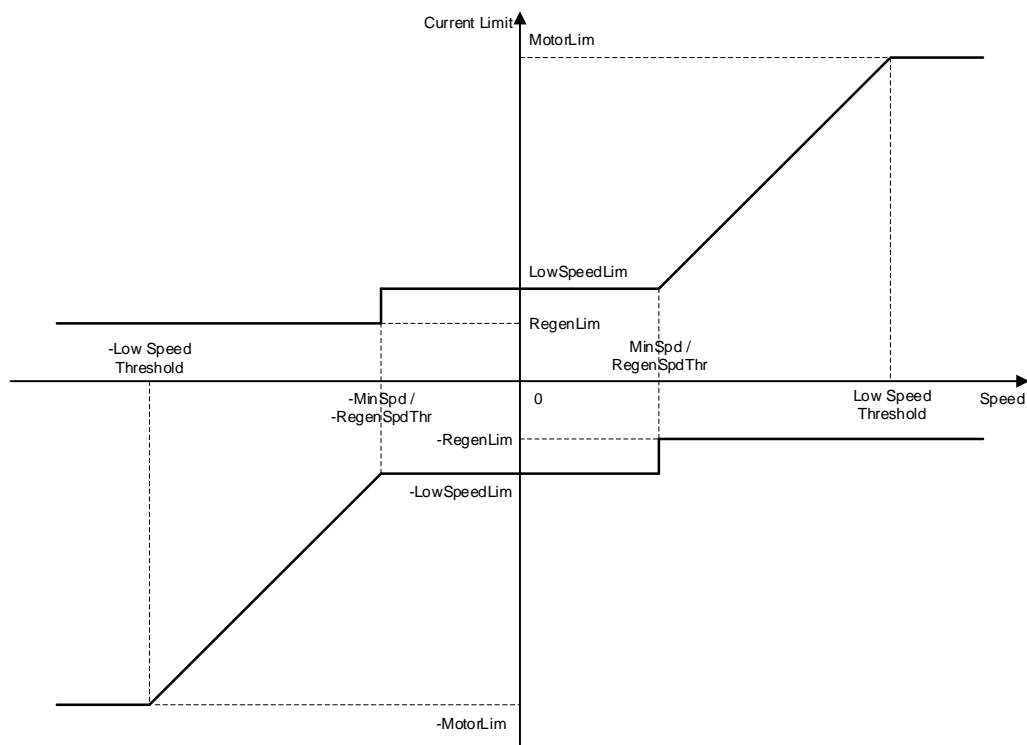 Current Limit
MotorLim
LowSpeedLim
RegenLim
-Low Speed
Threshold
MinSpd /
RegenSpdThr
-MinSpd /
-RegenSpdThr
0
Low Speed
Threshold
Speed
-RegenLim
-LowSpeedLim
-MotorLim